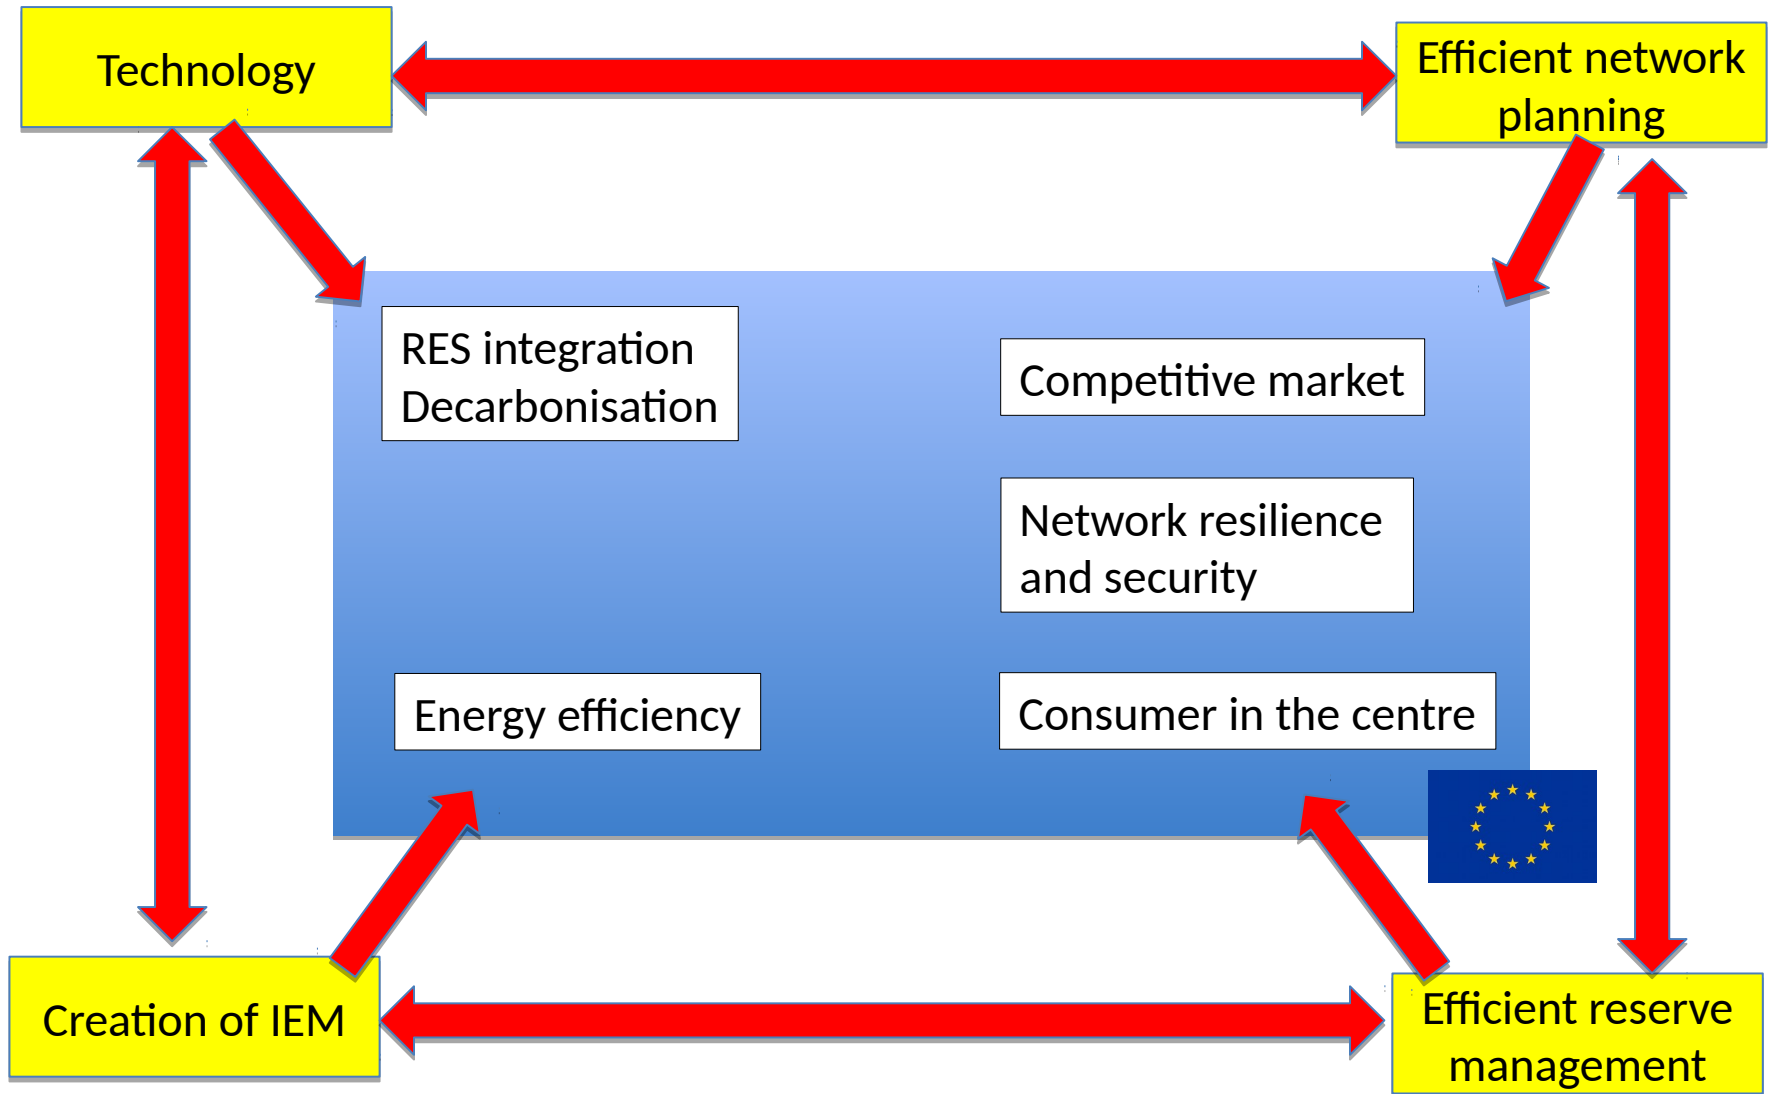 Technology
Efficient network
planning
RES integration
Decarbonisation
Competitive market
Network resilience
and security
Energy efficiency
Consumer in the centre
Creation of IEM
Efficient reserve
management